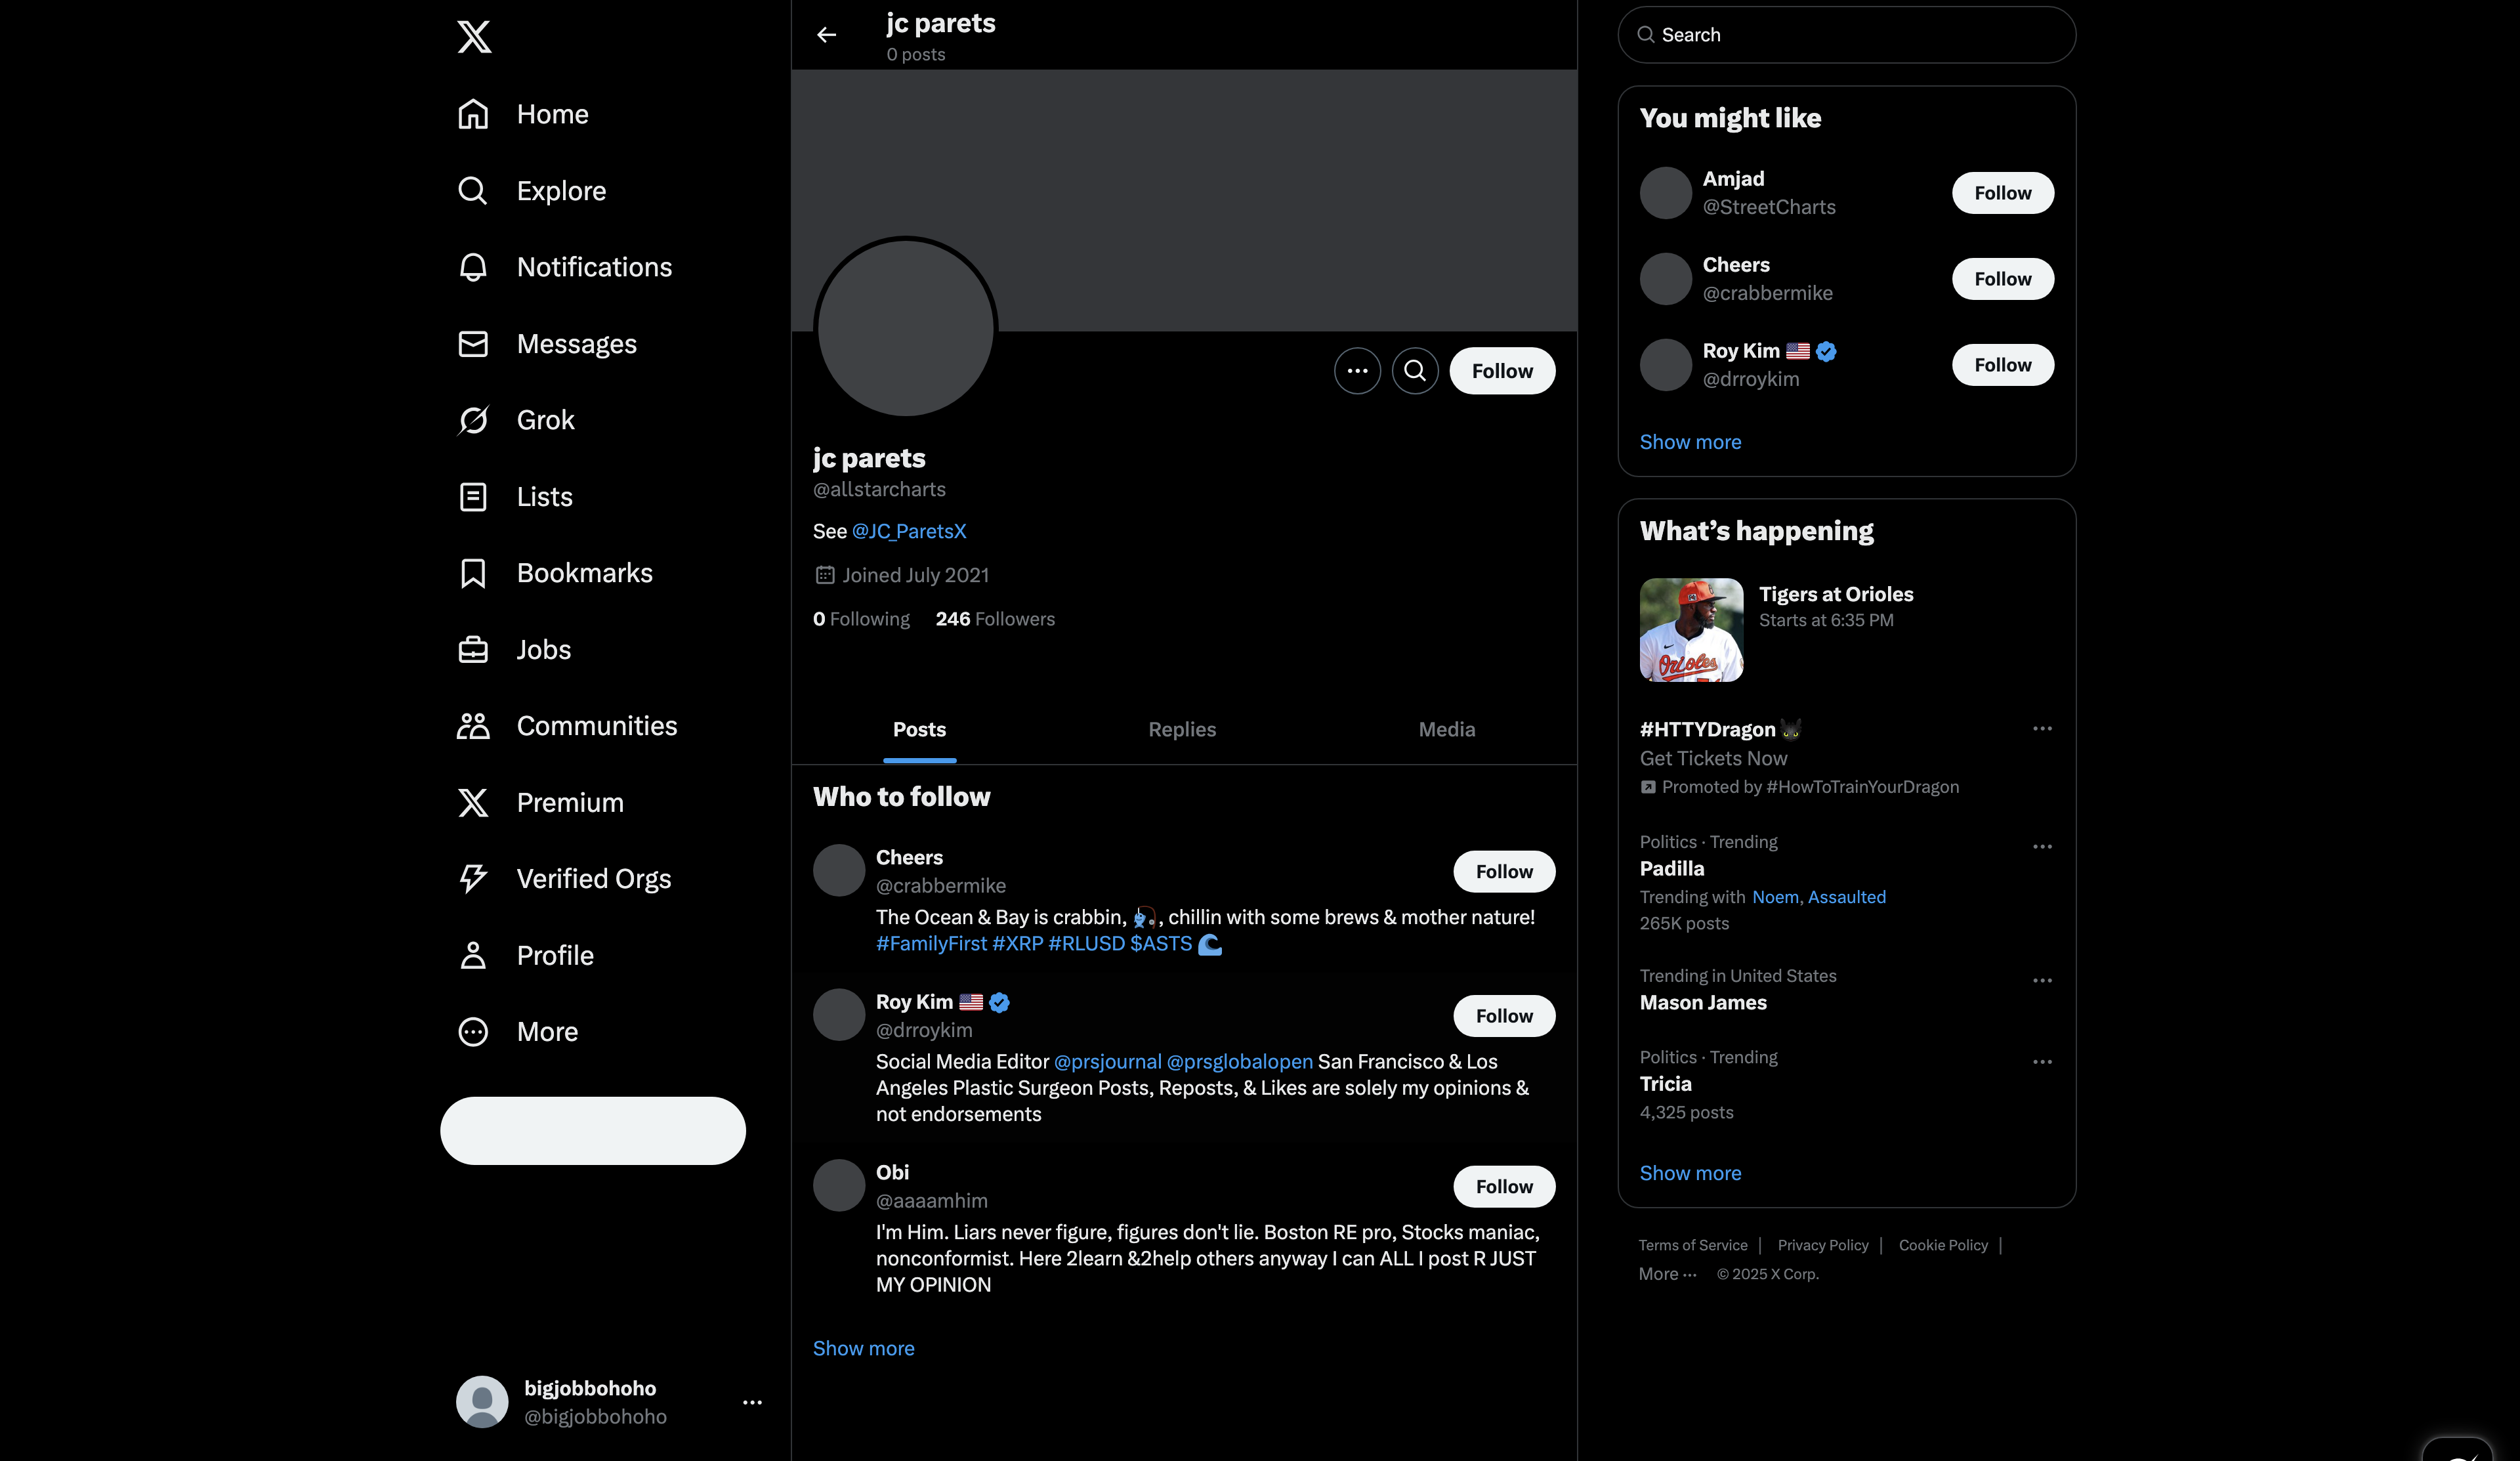 Home
Explore
Notifications
Messages
Grok
Lists
Bookmarks
Jobs
Communities
Premium
Verified Orgs
Profile
More
bigjobbohoho
@bigjobbohoho
jc parets
0 posts
Follow
jc parets
@allstarcharts
See @JC_ParetsX
Joined July 2021
0 Following 246 Followers
Posts Replies Media
Who to follow
Cheers
@crabbermike
Follow
The Ocean & Bay is crabbin, 🎣, chillin with some brews & mother nature!
#FamilyFirst #XRP #RLUSD $ASTS 🌊
Roy Kim 🇺🇸
@drroykim
Follow
Social Media Editor @prsjournal @prsglobalopen San Francisco & Los
Angeles Plastic Surgeon Posts, Reposts, & Likes are solely my opinions &
not endorsements
Obi
@aaaamhim
Follow
I'm Him. Liars never figure, figures don't lie. Boston RE pro, Stocks maniac,
nonconformist. Here 2learn &2help others anyway I can ALL I post R JUST
MY OPINION
Show more
Search
You might like
Amjad
@StreetCharts
Follow
Cheers
@crabbermike
Follow
Roy Kim 🇺🇸
@drroykim
Follow
Show more
What's happening
Orioles
Tigers at Orioles
Starts at 6:35 PM
#HTTYDragon
Get Tickets Now
Promoted by #HowToTrainYourDragon
Politics · Trending
Padilla
Trending with Noem, Assaulted
265K posts
Trending in United States
Mason James
Politics · Trending
Tricia
4,325 posts
Show more
Terms of Service | Privacy Policy | Cookie Policy |
More ··· © 2025 X Corp.